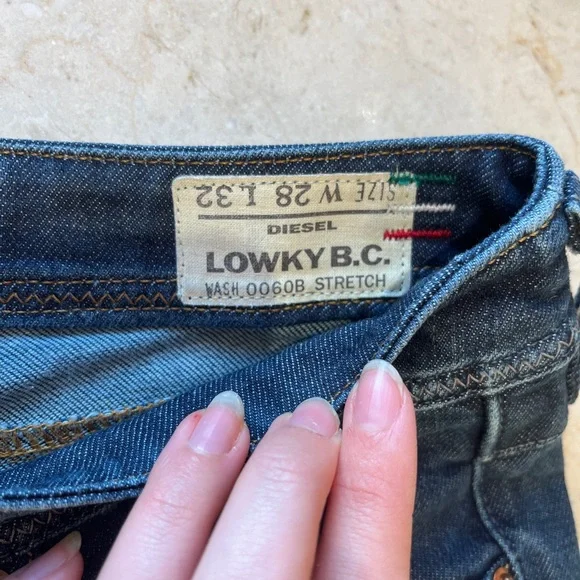 SIZE W 28 L 32
DIESEL
LOWKY B.C.
WASH 0060B STRETCH